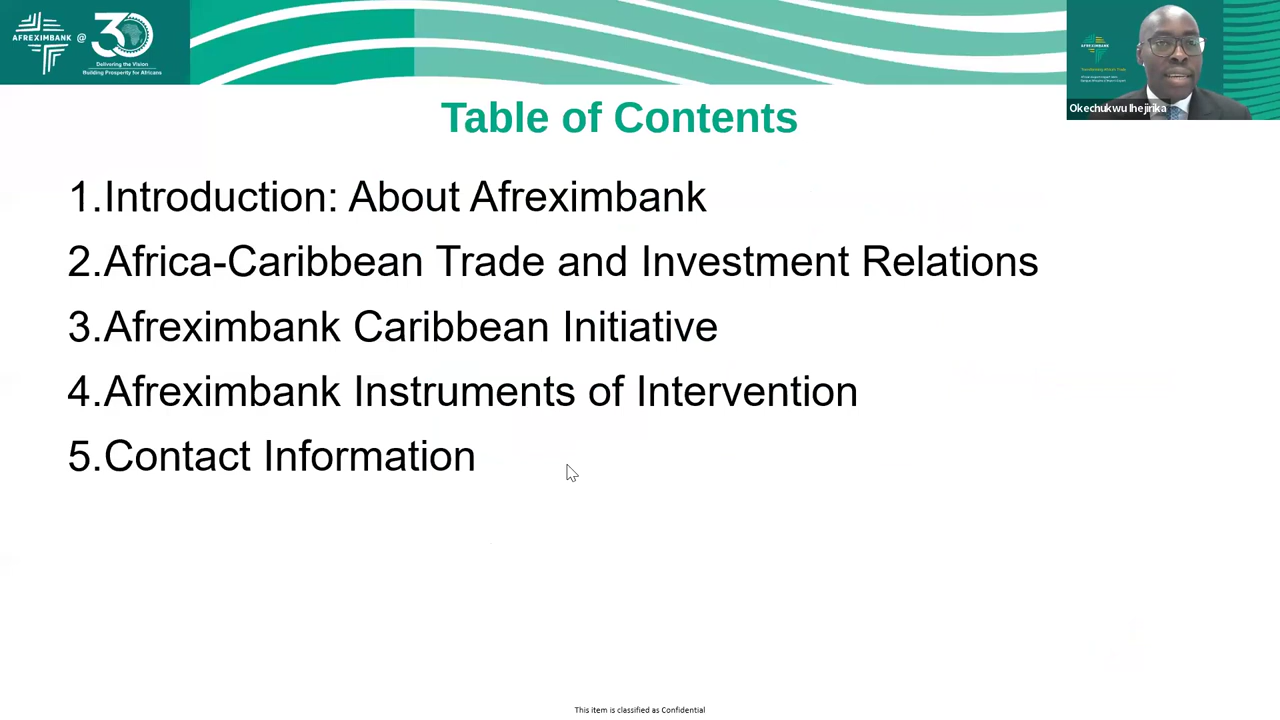 AFREXIMBANK @ 30
Delivering the Vision
Building Prosperity for Africans
AFREXIMBANK
Okechukwu Ihejirika
Table of Contents
1.Introduction: About Afreximbank
2.Africa-Caribbean Trade and Investment Relations
3.Afreximbank Caribbean Initiative
4.Afreximbank Instruments of Intervention
5.Contact Information
This item is classified as Confidential